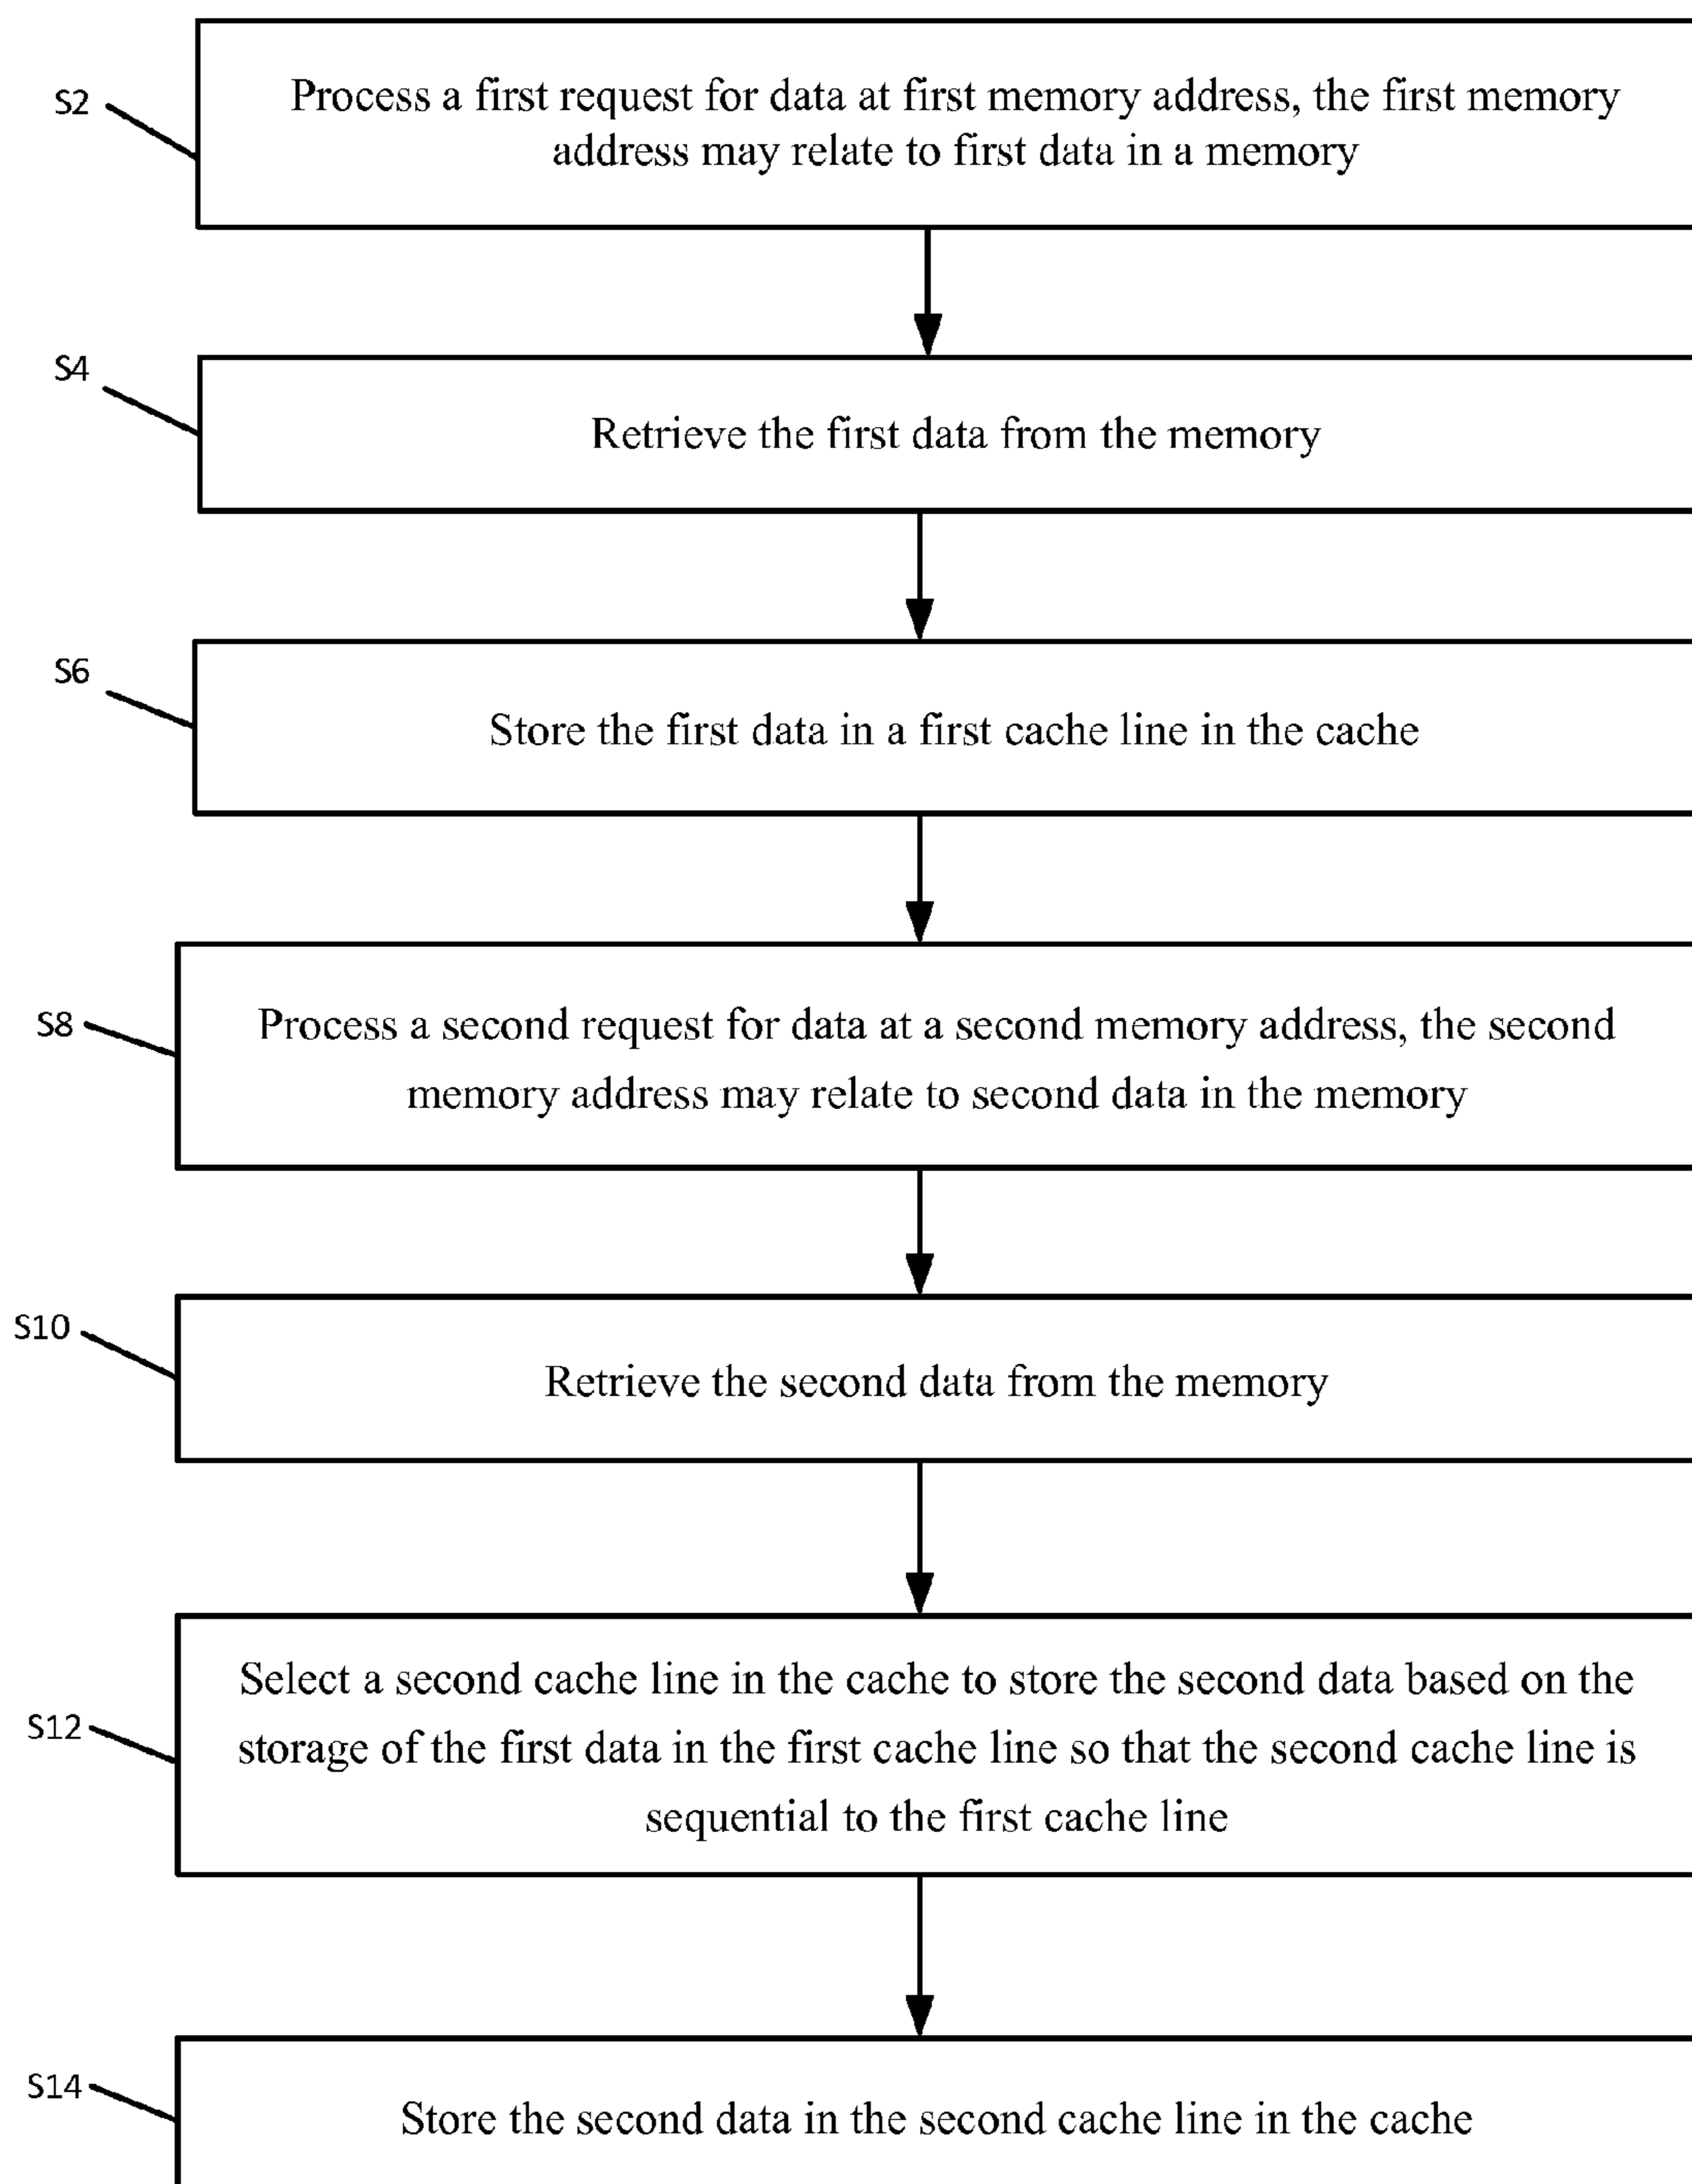 S2
Process a first request for data at first memory address, the first memory
address may relate to first data in a memory
S4
Retrieve the first data from the memory
S6
Store the first data in a first cache line in the cache
S8
Process a second request for data at a second memory address, the second
memory address may relate to second data in the memory
S10
Retrieve the second data from the memory
S12
Select a second cache line in the cache to store the second data based on the
storage of the first data in the first cache line so that the second cache line is
sequential to the first cache line
S14
Store the second data in the second cache line in the cache